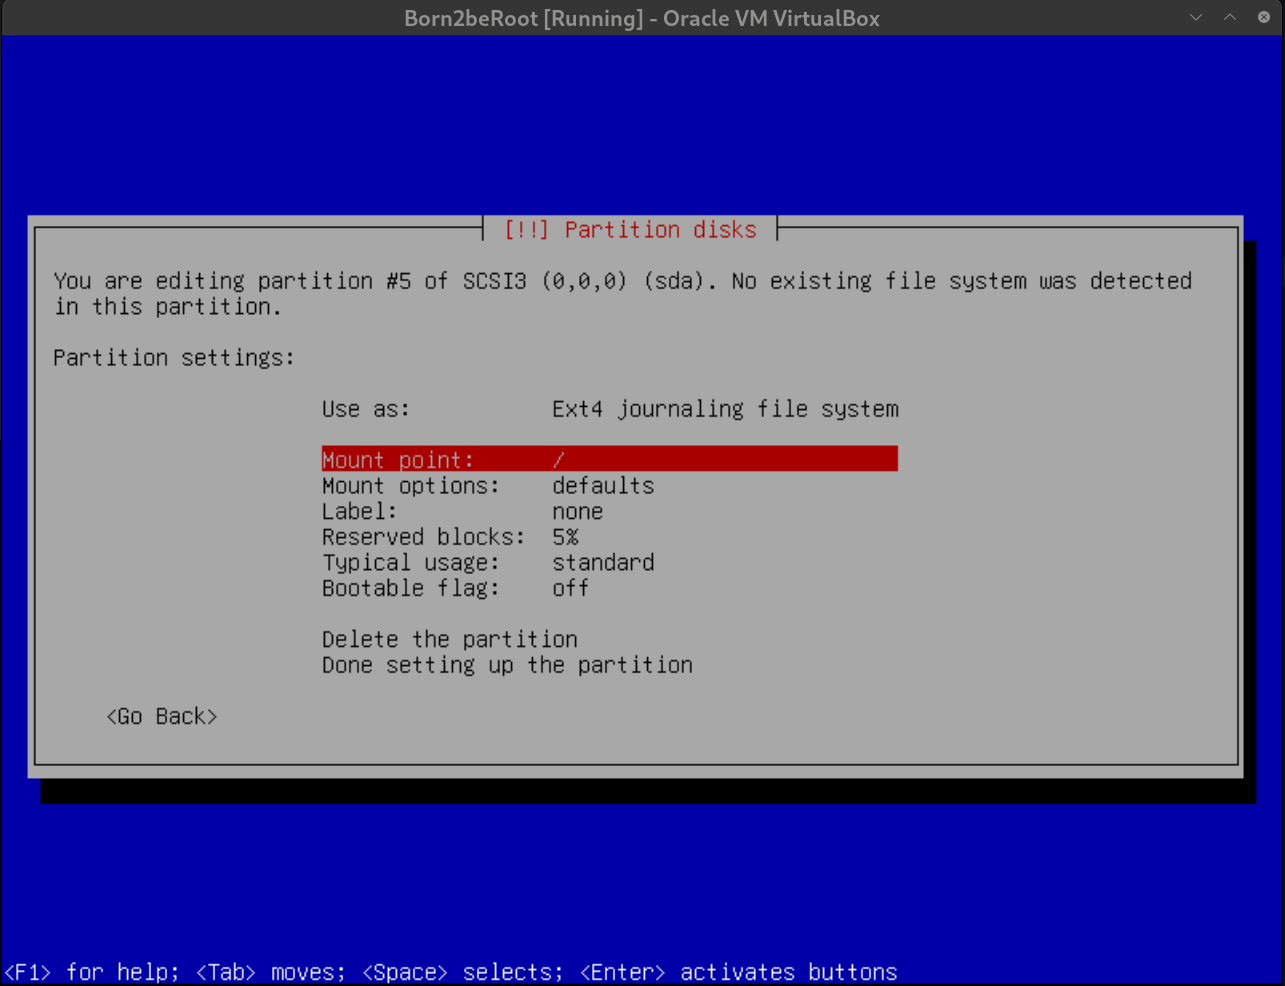 Born2beRoot [Running] - Oracle VM VirtualBox
[!!] Partition disks
You are editing partition #5 of SCSI3 (0,0,0) (sda). No existing file system was detected
in this partition.
Partition settings:
Use as: Ext4 journaling file system
Mount point: /
Mount options: defaults
Label: none
Reserved blocks: 5%
Typical usage: standard
Bootable flag: off
Delete the partition
Done setting up the partition
<Go Back>
<F1> for help; <Tab> moves; <Space> selects; <Enter> activates buttons